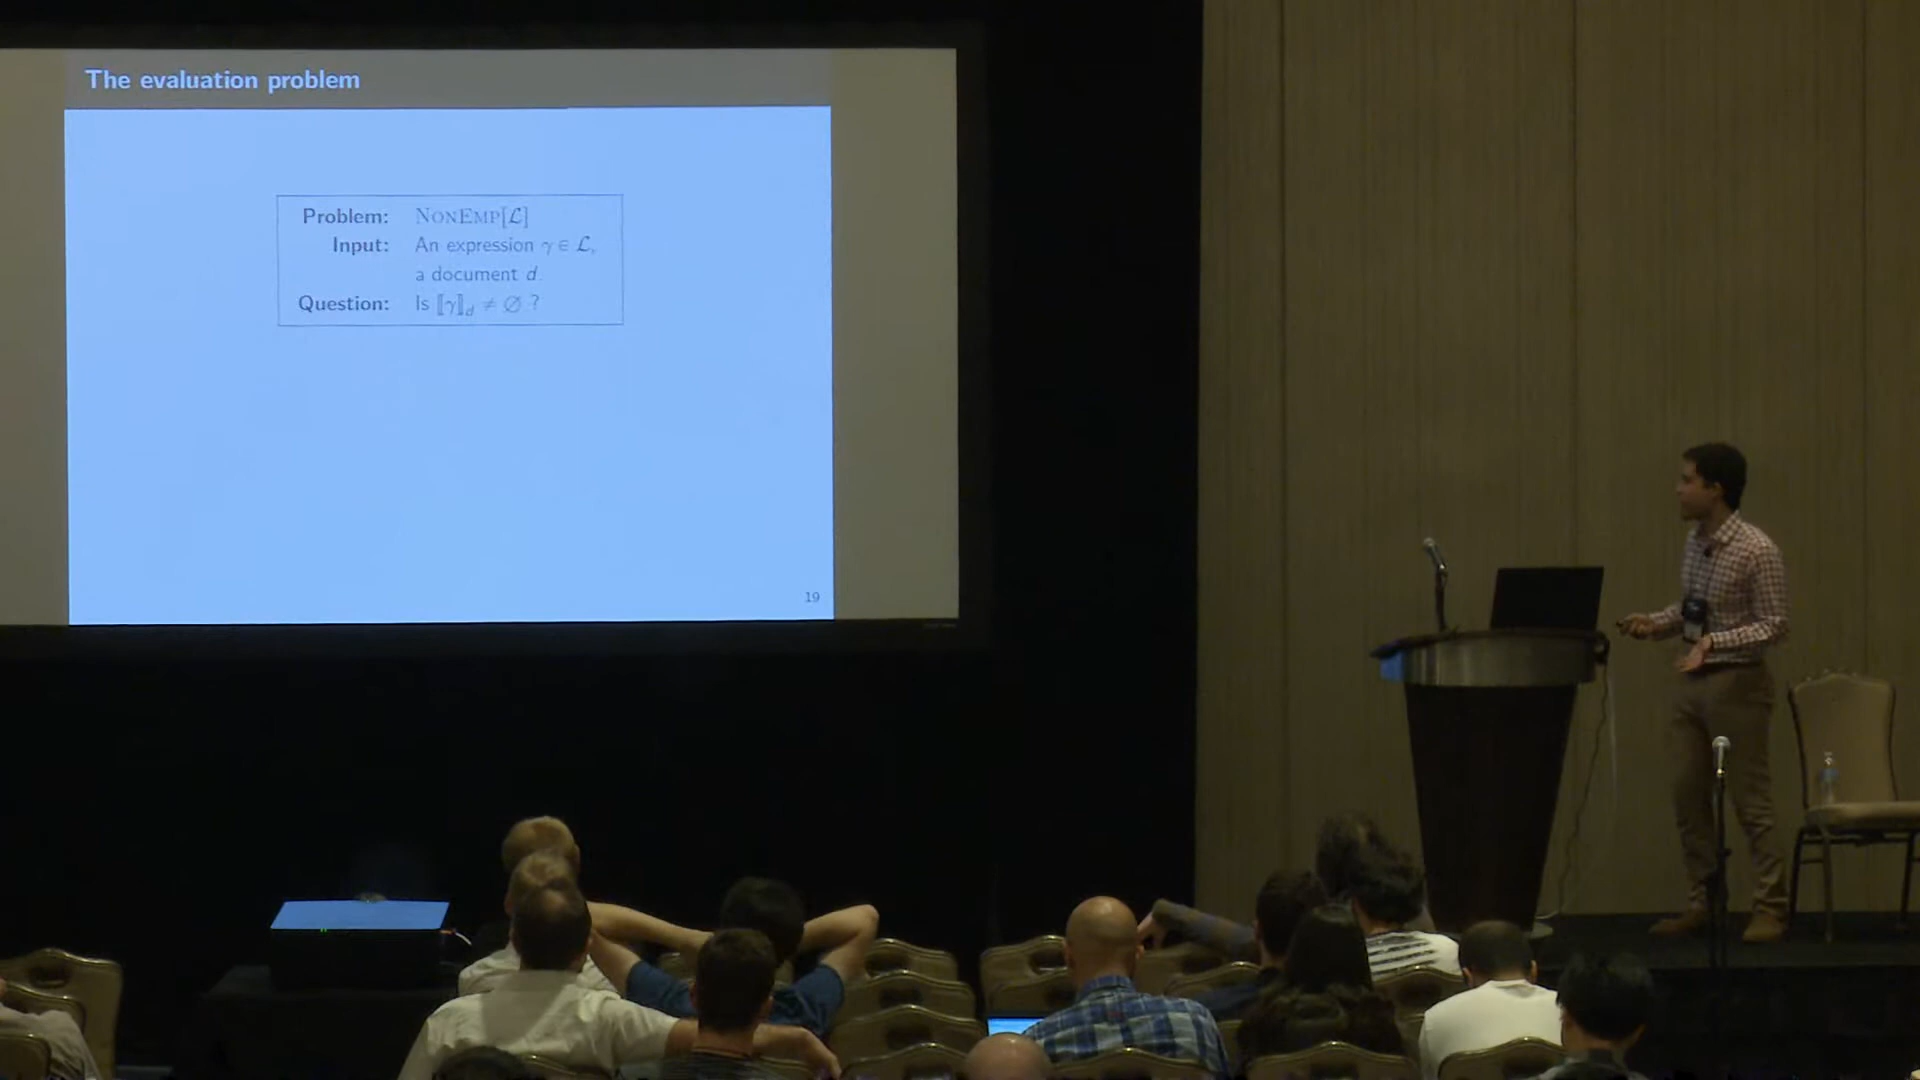 The evaluation problem
Problem: NonEmp[ℒ]
Input: An expression γ ∈ ℒ,
a document d.
Question: Is ⟦γ⟧d ≠ ∅ ?
19